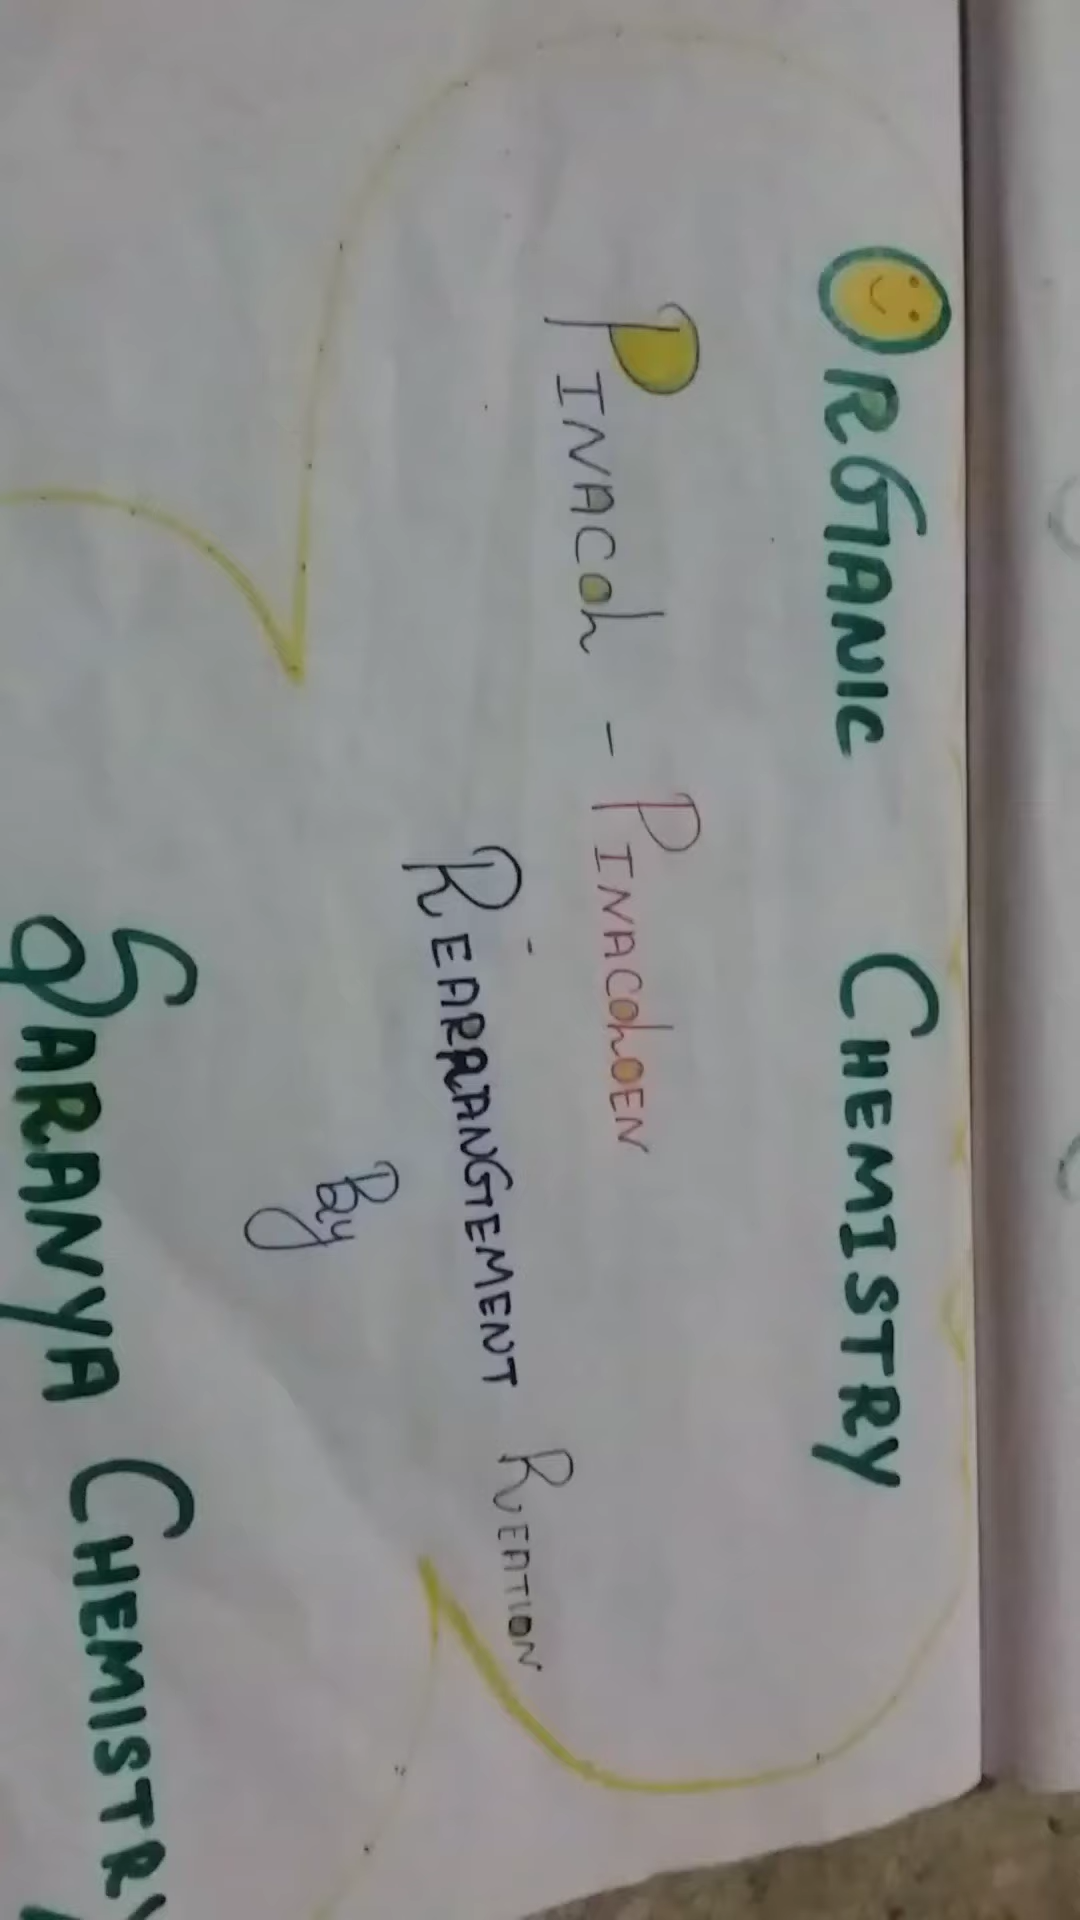 ORGANIC CHEMISTRY
PINACOL - PINACOLOEN
REARRANGEMENT REATION
By
SARANYA CHEMISTRY